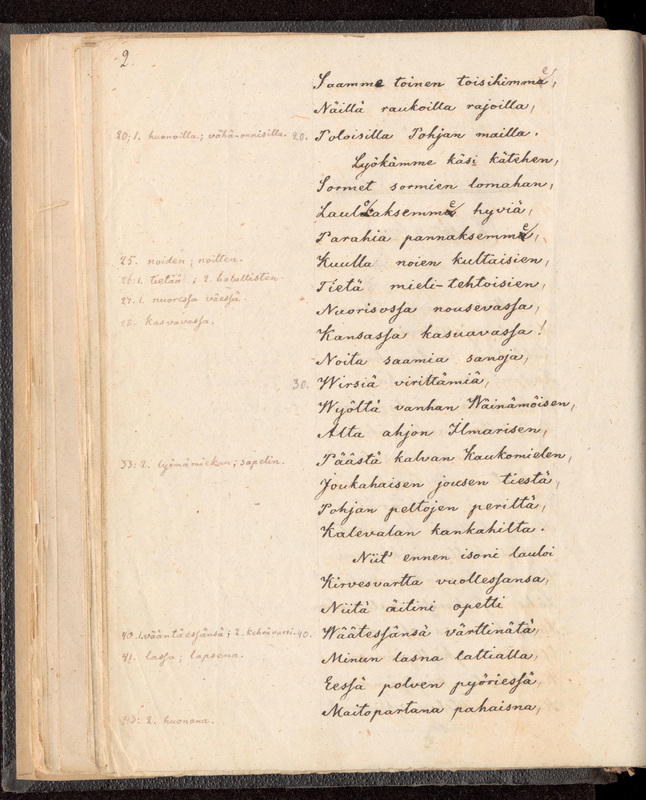 2
Saamme toinen toisihimme,
Näillä raukoilla rajoilla,
20; 1. huonoilla; vähä-onnisilla. 20. Poloisilla Pohjan mailla.
Lyökämme käsi kätehen,
Sormet sormien lomahan,
Lauloaksemme hyviä,
Parahia pannaksemme,
25. noiden; noitten. Kuulla noien kultaisien,
26: 1. tietää; 2. haluttisten. Tietä mieli-tehtoisien,
27. 1. nuoressa väessä. Nuorisossa nousevassa,
28. kasvavassa. Kansassa kasuavassa!
Noita saamia sanoja,
30. Wirsiä virittämiä,
Wyöltä vanhan Wäinämöisen,
Alta ahjon Ilmarisen,
33: 2. lyömämiekan; sapelin. Päästä kalvan Kaukomielen,
Joukahaisen jousen tiestä,
Pohjan peltojen perittä,
Kalevalan kankahilta.
Niit' ennen isoni lauloi
Kirvesvartta vuollessansa,
Niitä äitini opetti
40. 1. vääntäessänsä; 2. kehrävarri. 40. Wäätessänsä värttinätä,
41. lassa; lapsena. Minun lasna lattialla,
Eessä polven pyöriessä,
43: 2. huonona. Maitopartana pahaisna,